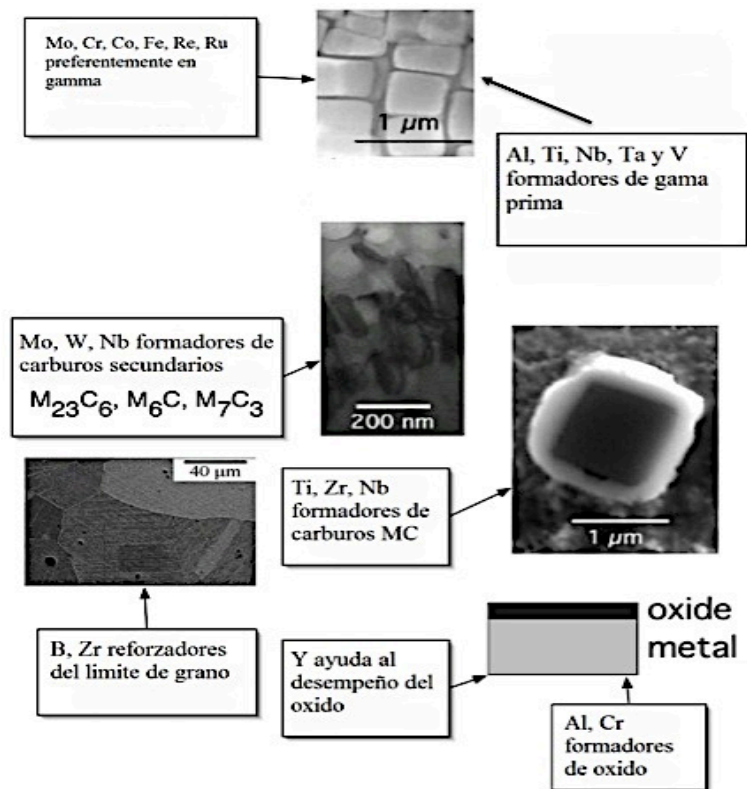 Mo, Cr, Co, Fe, Re, Ru
preferentemente en
gamma
1 µm
Al, Ti, Nb, Ta y V
formadores de gama
prima
Mo, W, Nb formadores de
carburos secundarios
M23C6, M6C, M7C3
200 nm
40 µm
Ti, Zr, Nb
formadores de
carburos MC
1 µm
B, Zr reforzadores
del limite de grano
Y ayuda al
desempeño del
oxido
oxide
metal
Al, Cr
formadores
de oxido